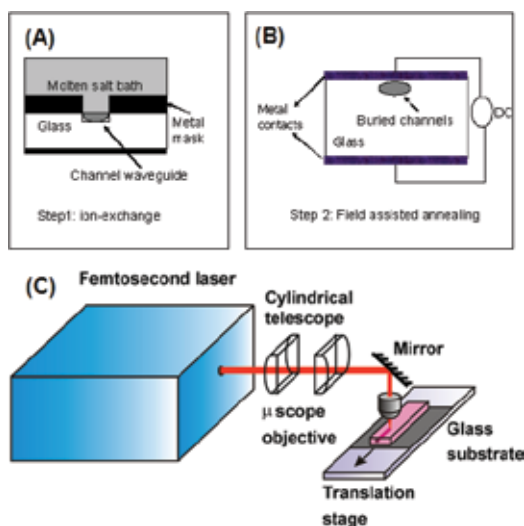 (A)
Molten salt bath
Glass
Metal
mask
Channel waguide
Step1: ion-exchange
(B)
Metal
contacts
Buried channels
Glass
DC
Step 2: Field assisted annealing
(C)
Femtosecond laser
Cylindrical
telescope
Mirror
μ scope
objective
Glass
substrate
Translation
stage